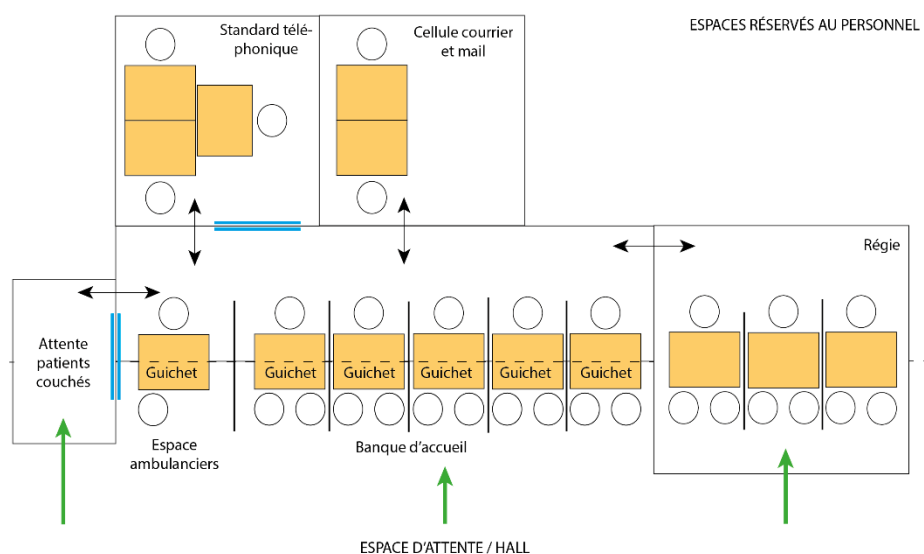 ESPACES RÉSERVÉS AU PERSONNEL
Standard télé-
phonique
Cellule courrier
et mail
Régie
Attente
patients
couchés
Guichet
Guichet
Guichet
Guichet
Guichet
Guichet
Espace
ambulanciers
Banque d'accueil
ESPACE D'ATTENTE / HALL